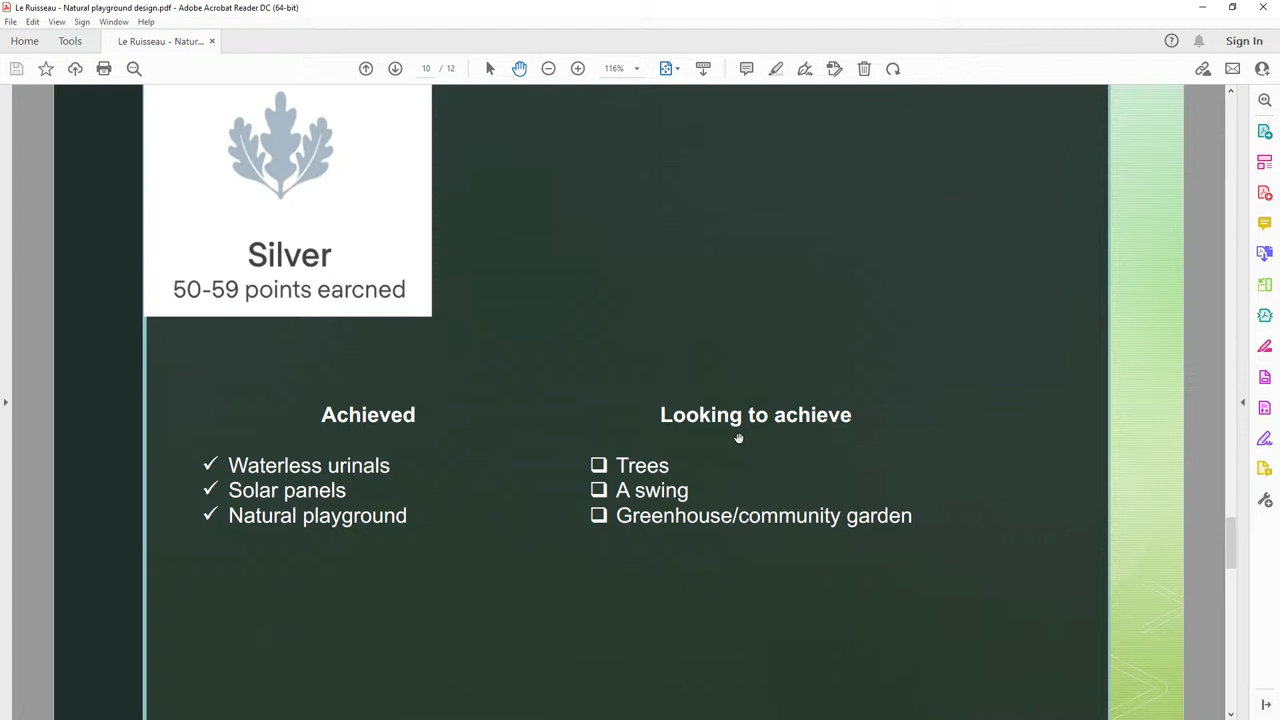 Le Ruisseau - Natural playground design.pdf - Adobe Acrobat Reader DC (64-bit)
File Edit View Sign Window Help
Home Tools Le Ruisseau - Natur... × Sign In
10 / 12 116%
Silver
50-59 points earcned
Achieved
Looking to achieve
Waterless urinals
Solar panels
Natural playground
Trees
A swing
Greenhouse/community garden